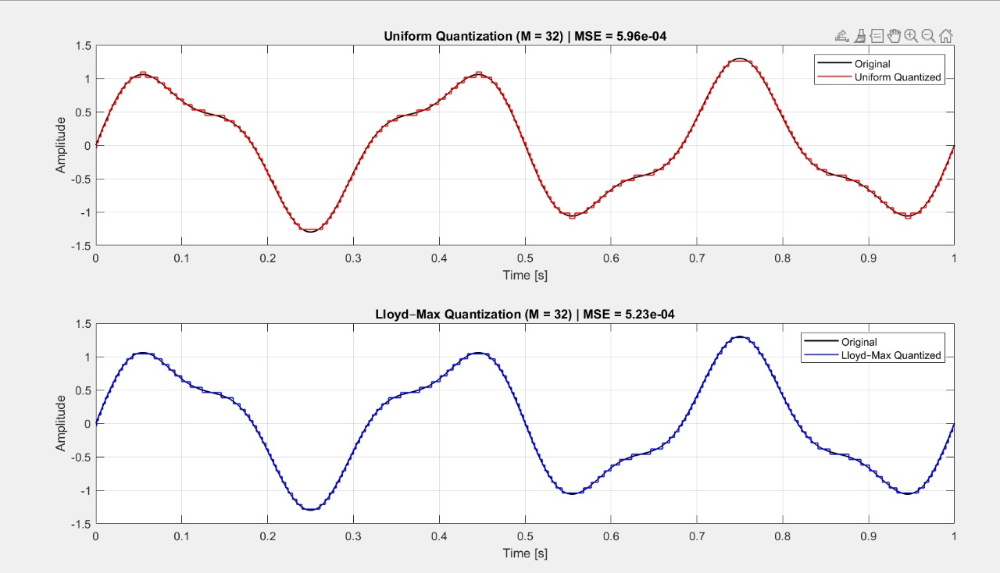 Uniform Quantization (M = 32) | MSE = 5.96e-04
1.5
1
0.5
0
-0.5
-1
-1.5
Amplitude
Original
Uniform Quantized
0 0.1 0.2 0.3 0.4 0.5 0.6 0.7 0.8 0.9 1
Time [s]
Lloyd–Max Quantization (M = 32) | MSE = 5.23e-04
1.5
1
0.5
0
-0.5
-1
-1.5
Amplitude
Original
Lloyd–Max Quantized
0 0.1 0.2 0.3 0.4 0.5 0.6 0.7 0.8 0.9 1
Time [s]